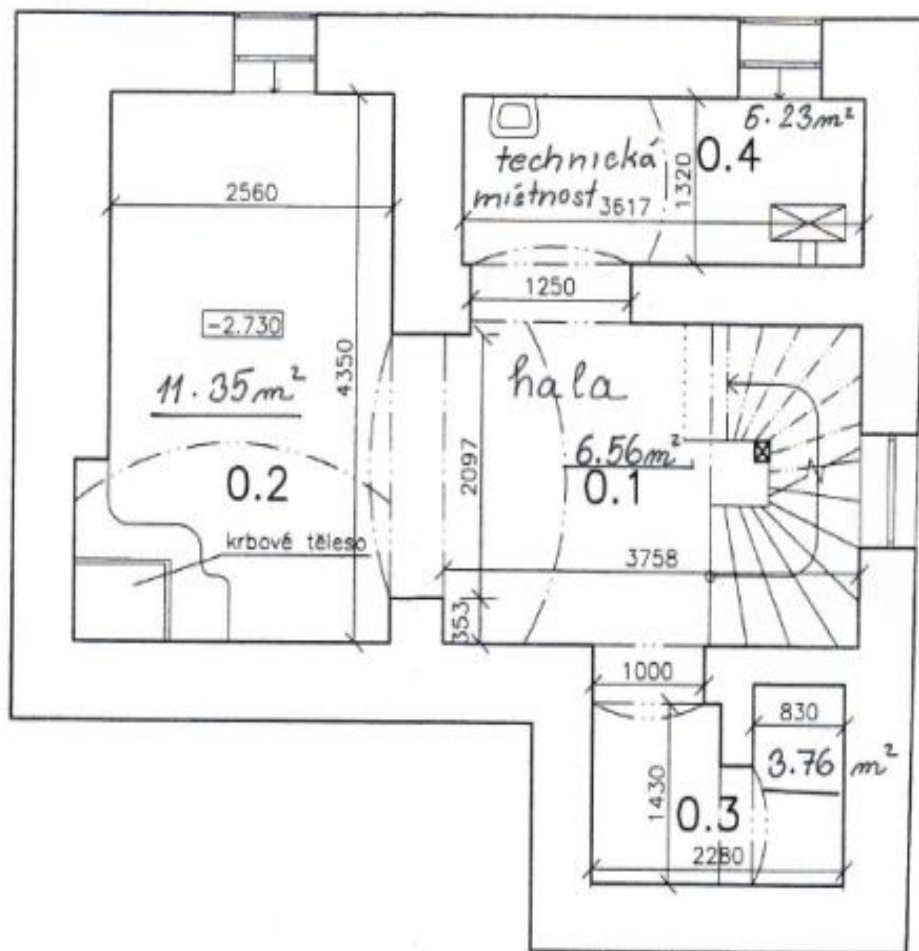 6.23m²
0.4
technická
místnost
3617
1320
2560
1250
-2.730
11.35m²
4350
hala
6.56m²
0.1
2097
0.2
krbové těleso
3758
353
1000
830
3.76 m²
1430
0.3
2280